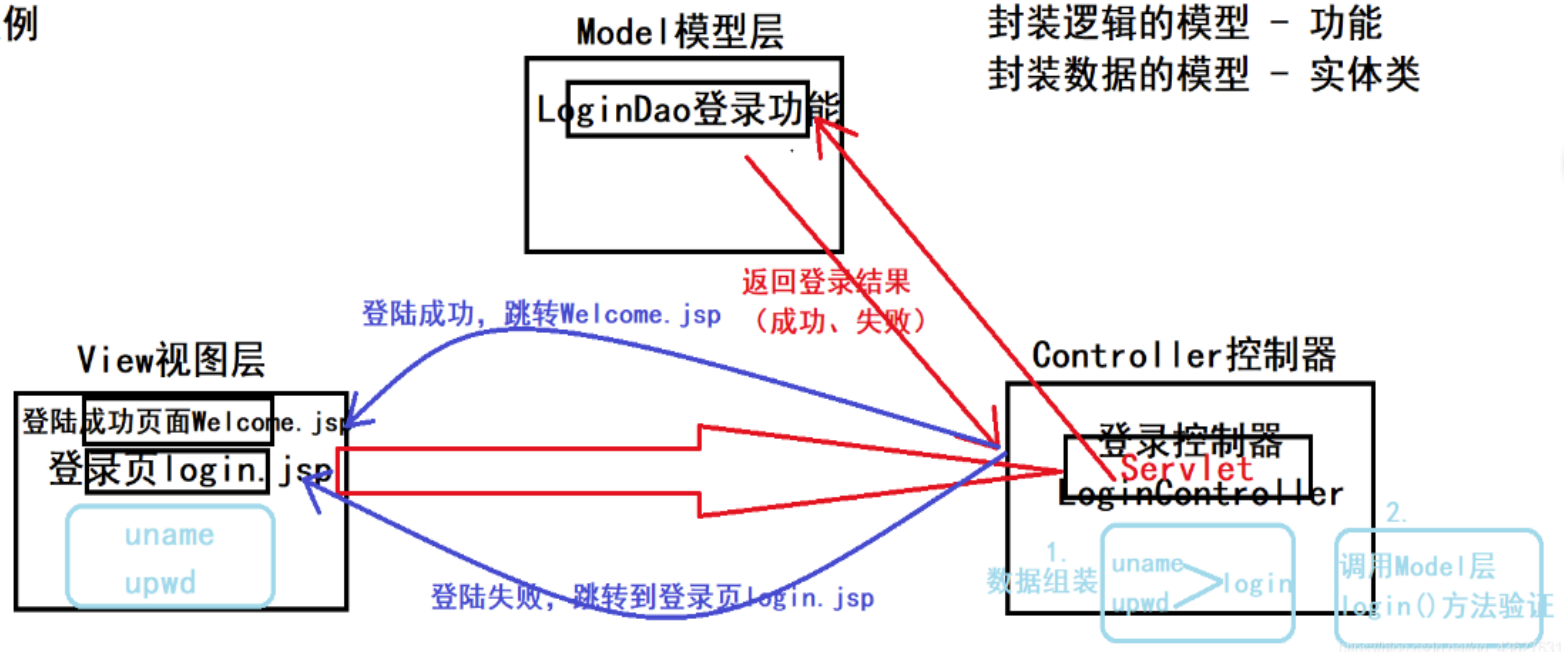 例
Model模型层
封装逻辑的模型 - 功能
封装数据的模型 - 实体类
LoginDao登录功能
返回登录结果
（成功、失败）
登陆成功，跳转Welcome.jsp
View视图层
Controller控制器
登陆成功页面Welcome.jsp
登录页login.jsp
登录控制器
Servlet
LoginController
uname
upwd
登陆失败，跳转到登录页login.jsp
1.
数据组装
uname
upwd
login
2.
调用Model层
login()方法验证